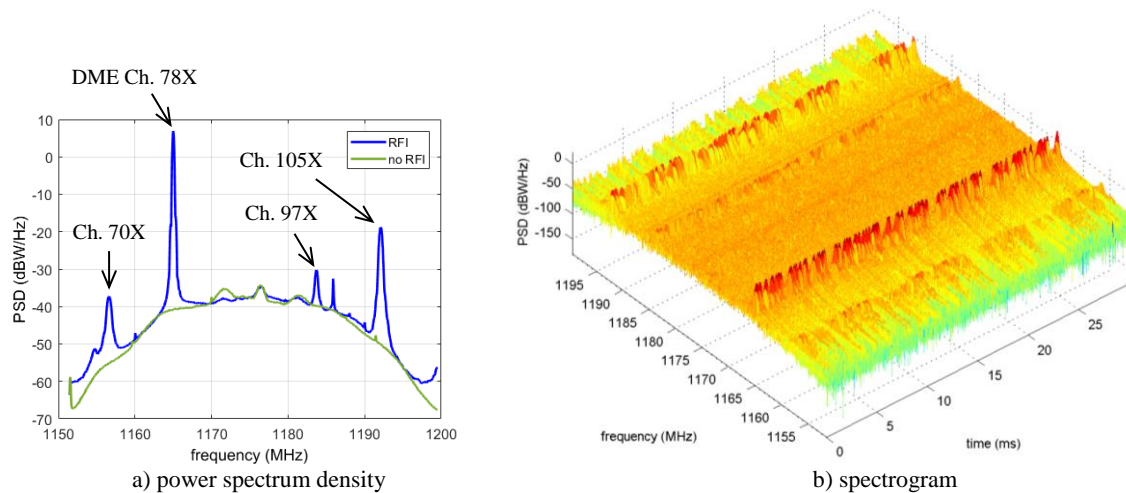 DME Ch. 78X
Ch. 105X
Ch. 97X
Ch. 70X
RFI
no RFI
10
0
-10
-20
-30
-40
-50
-60
-70
PSD (dBW/Hz)
1150 1160 1170 1180 1190 1200
frequency (MHz)
a) power spectrum density
0
-50
-100
-150
PSD (dBW/Hz)
1195
1190
1185
1180
1175
1170
1165
1160
1155
frequency (MHz)
0
5
10
15
20
25
time (ms)
b) spectrogram